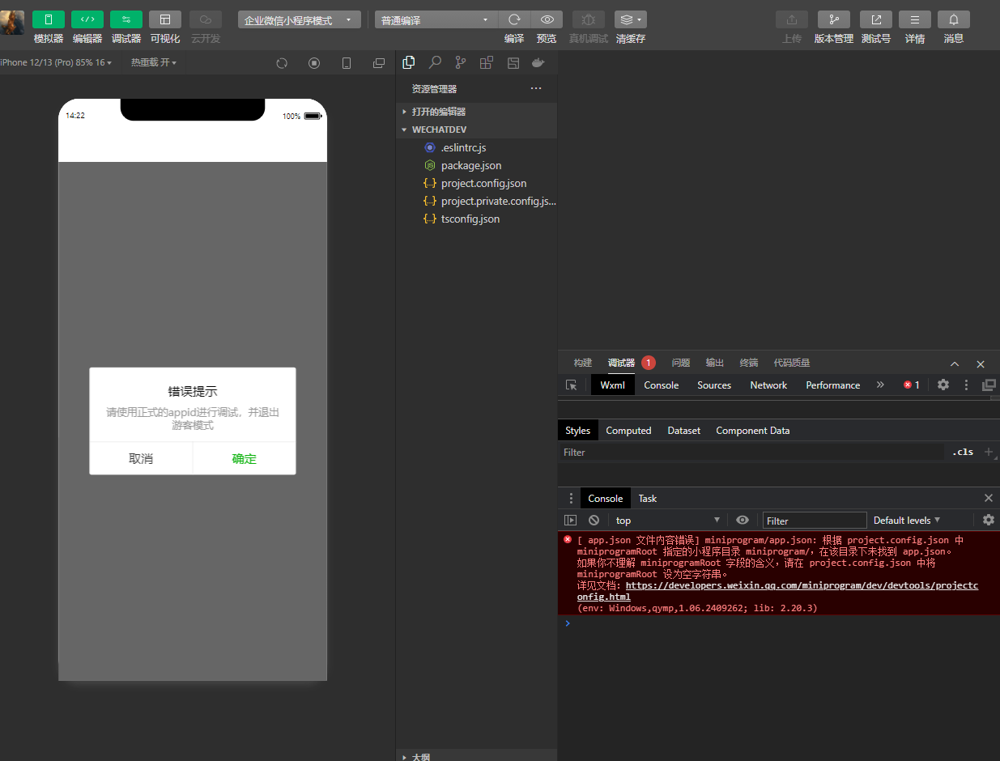 企业微信小程序模式
普通编译
模拟器 编辑器 调试器 可视化 云开发
编译 预览 真机调试 清缓存
上传 版本管理 测试号 详情 消息
iPhone 12/13 (Pro) 85% 16
热重载 开
14:22
100%
错误提示
请使用正式的appid进行调试，并退出
游客模式
取消
确定
资源管理器
打开的编辑器
WECHATDEV
.eslintrc.js
package.json
project.config.json
project.private.config.js...
tsconfig.json
大纲
构建 调试器 1 问题 输出 终端 代码质量
Wxml Console Sources Network Performance 1
Styles Computed Dataset Component Data
Filter
.cls
Console Task
top
Filter
Default levels
[ app.json 文件内容错误] miniprogram/app.json: 根据 project.config.json 中
miniprogramRoot 指定的小程序目录 miniprogram/，在该目录下未找到 app.json。
如果你不理解 miniprogramRoot 字段的含义，请在 project.config.json 中将
miniprogramRoot 设为空字符串。
详见文档: https://developers.weixin.qq.com/miniprogram/dev/devtools/projectc
onfig.html
(env: Windows,qymp,1.06.2409262; lib: 2.20.3)